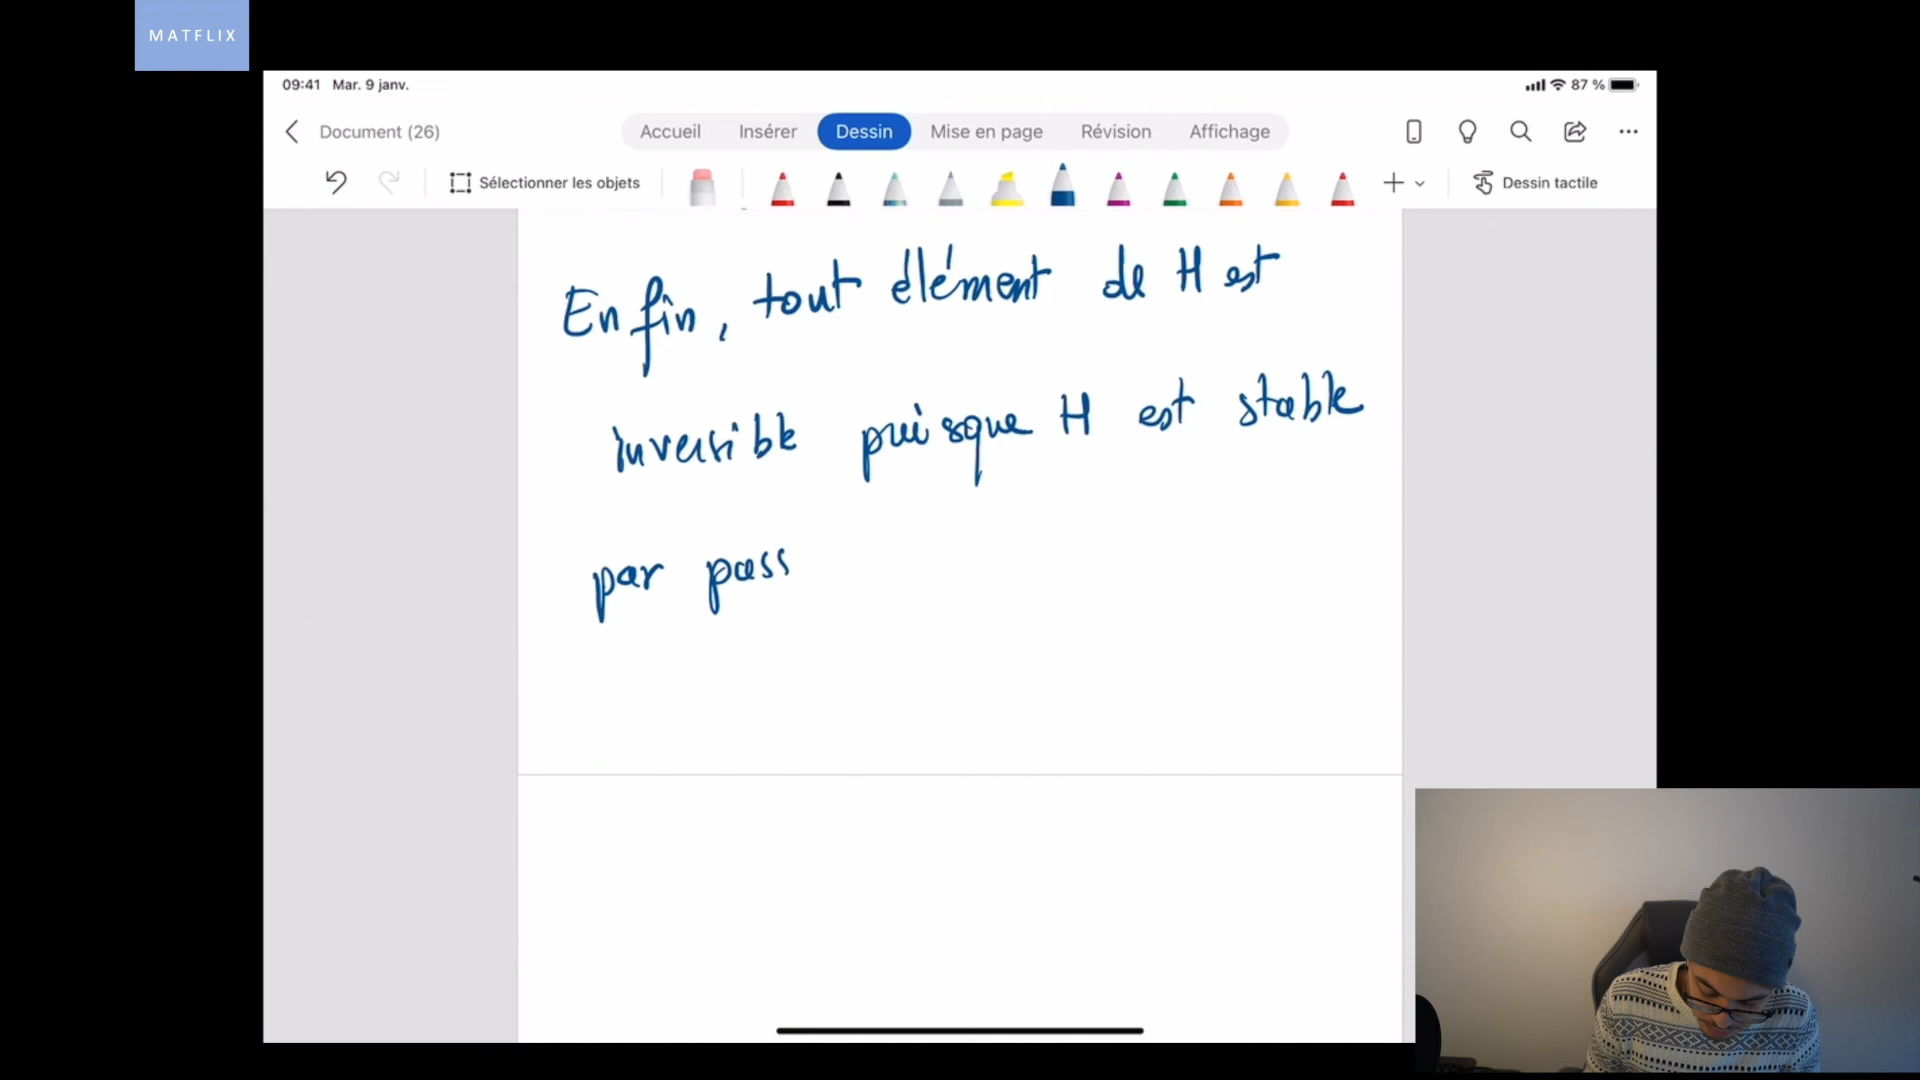 MATFLIX
09:41 Mar. 9 janv. 87 %
Document (26) Accueil Insérer Dessin Mise en page Révision Affichage
Sélectionner les objets Dessin tactile
Enfin, tout élément de H est
inversible puisque H est stable
par pass